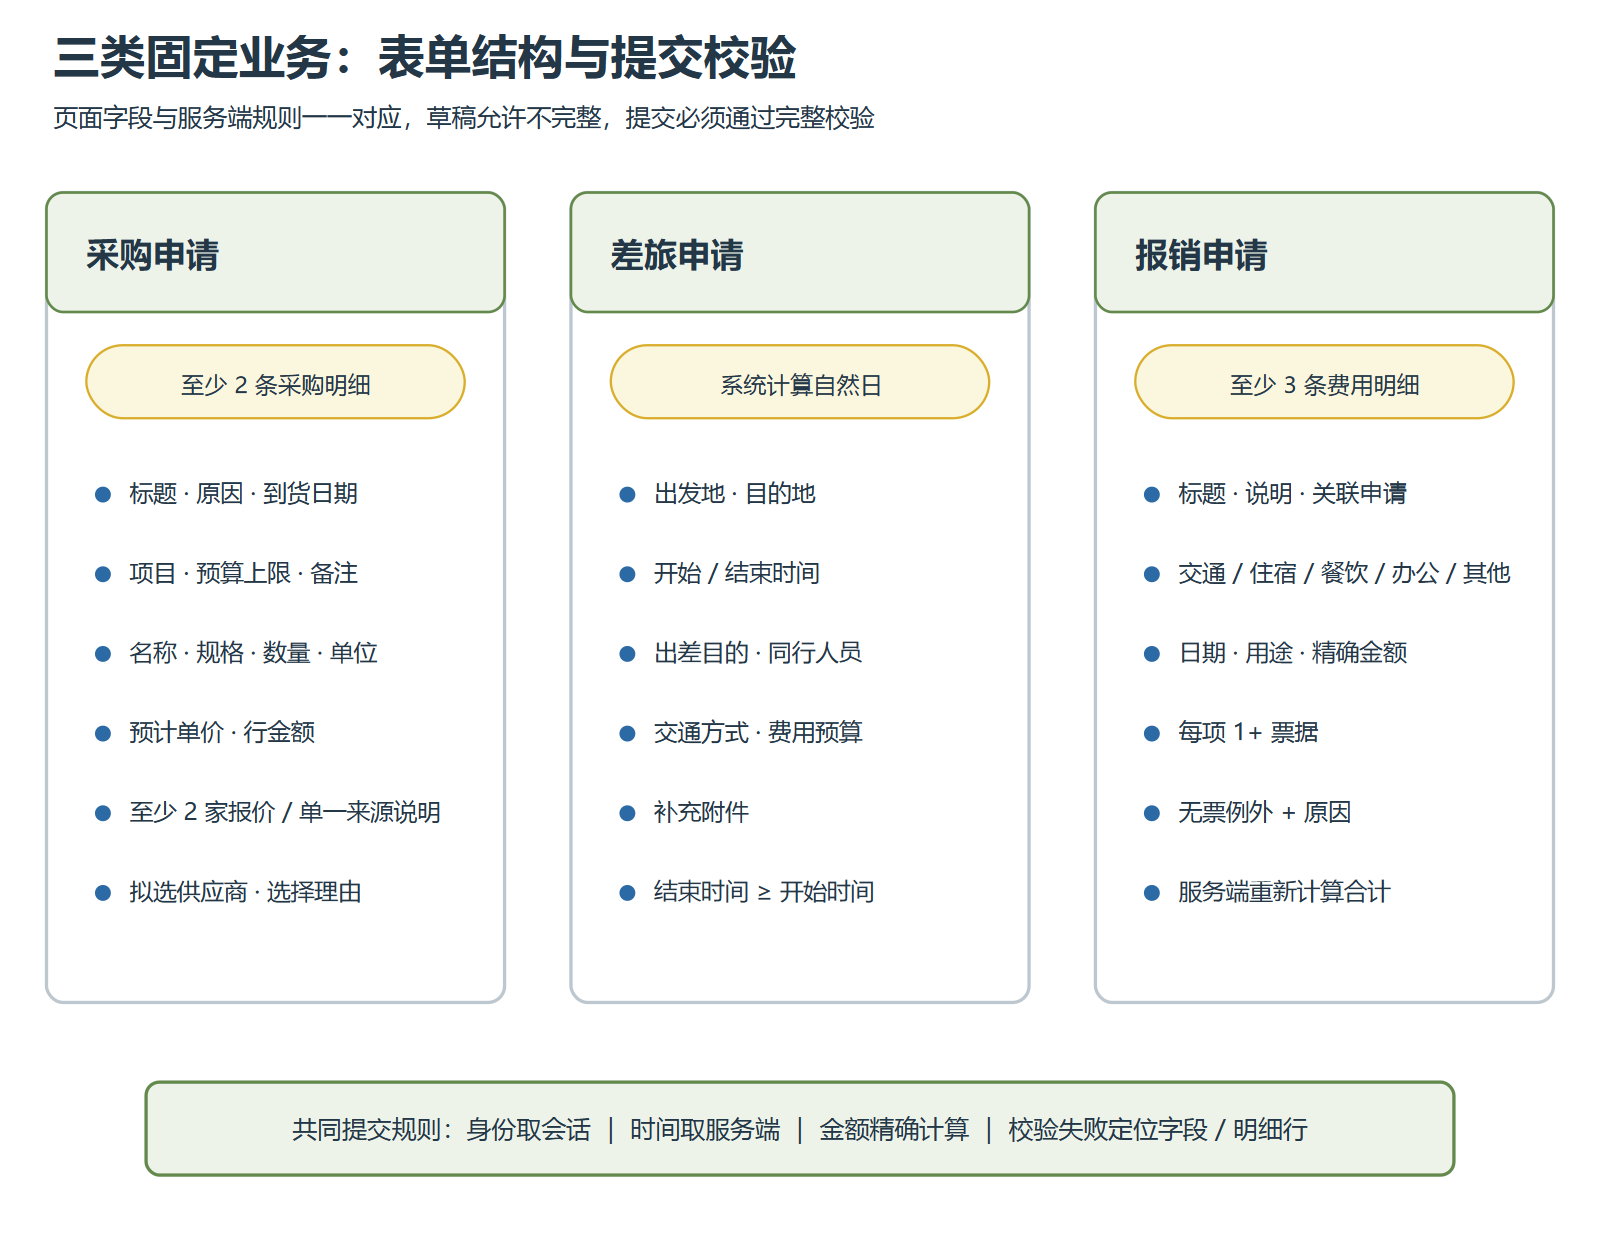 三类固定业务：表单结构与提交校验
页面字段与服务端规则一一对应，草稿允许不完整，提交必须通过完整校验
采购申请
至少 2 条采购明细
标题 · 原因 · 到货日期
项目 · 预算上限 · 备注
名称 · 规格 · 数量 · 单位
预计单价 · 行金额
至少 2 家报价 / 单一来源说明
拟选供应商 · 选择理由
差旅申请
系统计算自然日
出发地 · 目的地
开始 / 结束时间
出差目的 · 同行人员
交通方式 · 费用预算
补充附件
结束时间 ≥ 开始时间
报销申请
至少 3 条费用明细
标题 · 说明 · 关联申请
交通 / 住宿 / 餐饮 / 办公 / 其他
日期 · 用途 · 精确金额
每项 1+ 票据
无票例外 + 原因
服务端重新计算合计
共同提交规则：身份取会话 | 时间取服务端 | 金额精确计算 | 校验失败定位字段 / 明细行